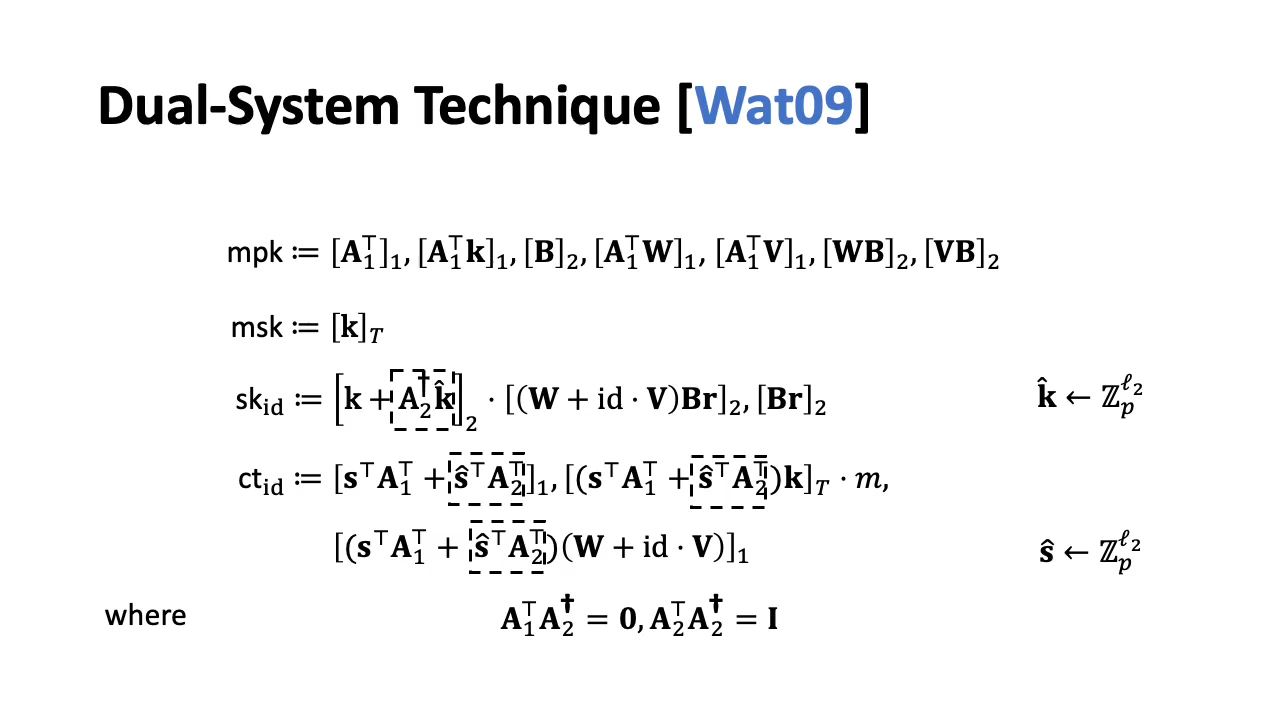 Dual-System Technique [Wat09]
mpk ≔ [𝐀₁^⊤]₁, [𝐀₁^⊤𝐤]₁, [𝐁]₂, [𝐀₁^⊤𝐖]₁, [𝐀₁^⊤𝐕]₁, [𝐖𝐁]₂, [𝐕𝐁]₂
msk ≔ [𝐤]_T
sk_id ≔ [𝐤 + 𝐀₂^†𝐤̂]₂ · [(𝐖 + id · 𝐕)𝐁𝐫]₂, [𝐁𝐫]₂ 𝐤̂ ← ℤ_p^{ℓ₂}
ct_id ≔ [𝐬^⊤𝐀₁^⊤ + 𝐬̂^⊤𝐀₂^⊤]₁, [(𝐬^⊤𝐀₁^⊤ + 𝐬̂^⊤𝐀₂^⊤)𝐤]_T · m,
[(𝐬^⊤𝐀₁^⊤ + 𝐬̂^⊤𝐀₂^⊤)(𝐖 + id · 𝐕)]₁ 𝐬̂ ← ℤ_p^{ℓ₂}
where 𝐀₁^⊤𝐀₂^† = 𝟎, 𝐀₂^⊤𝐀₂^† = 𝐈